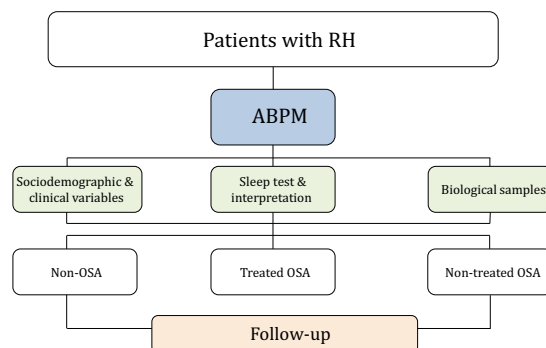 Patients with RH
ABPM
Sociodemographic &
clinical variables
Sleep test &
interpretation
Biological samples
Non-OSA
Treated OSA
Non-treated OSA
Follow-up